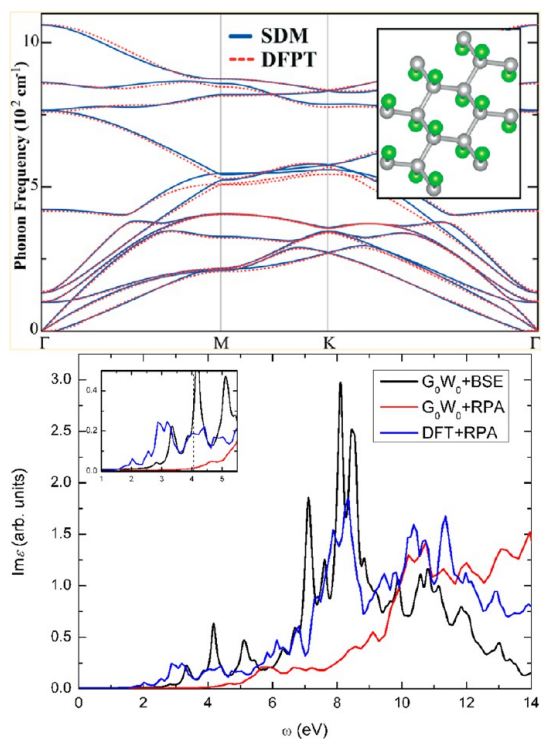 10
SDM
DFPT
Phonon Frequency (10² cm⁻¹)
5
0
Γ M K Γ
3.0
G₀W₀+BSE
G₀W₀+RPA
DFT+RPA
0.4
0.2
0.0
1 2 3 4 5
2.5
2.0
Imε (arb. units)
1.5
1.0
0.5
0.0
0 2 4 6 8 10 12 14
ω (eV)